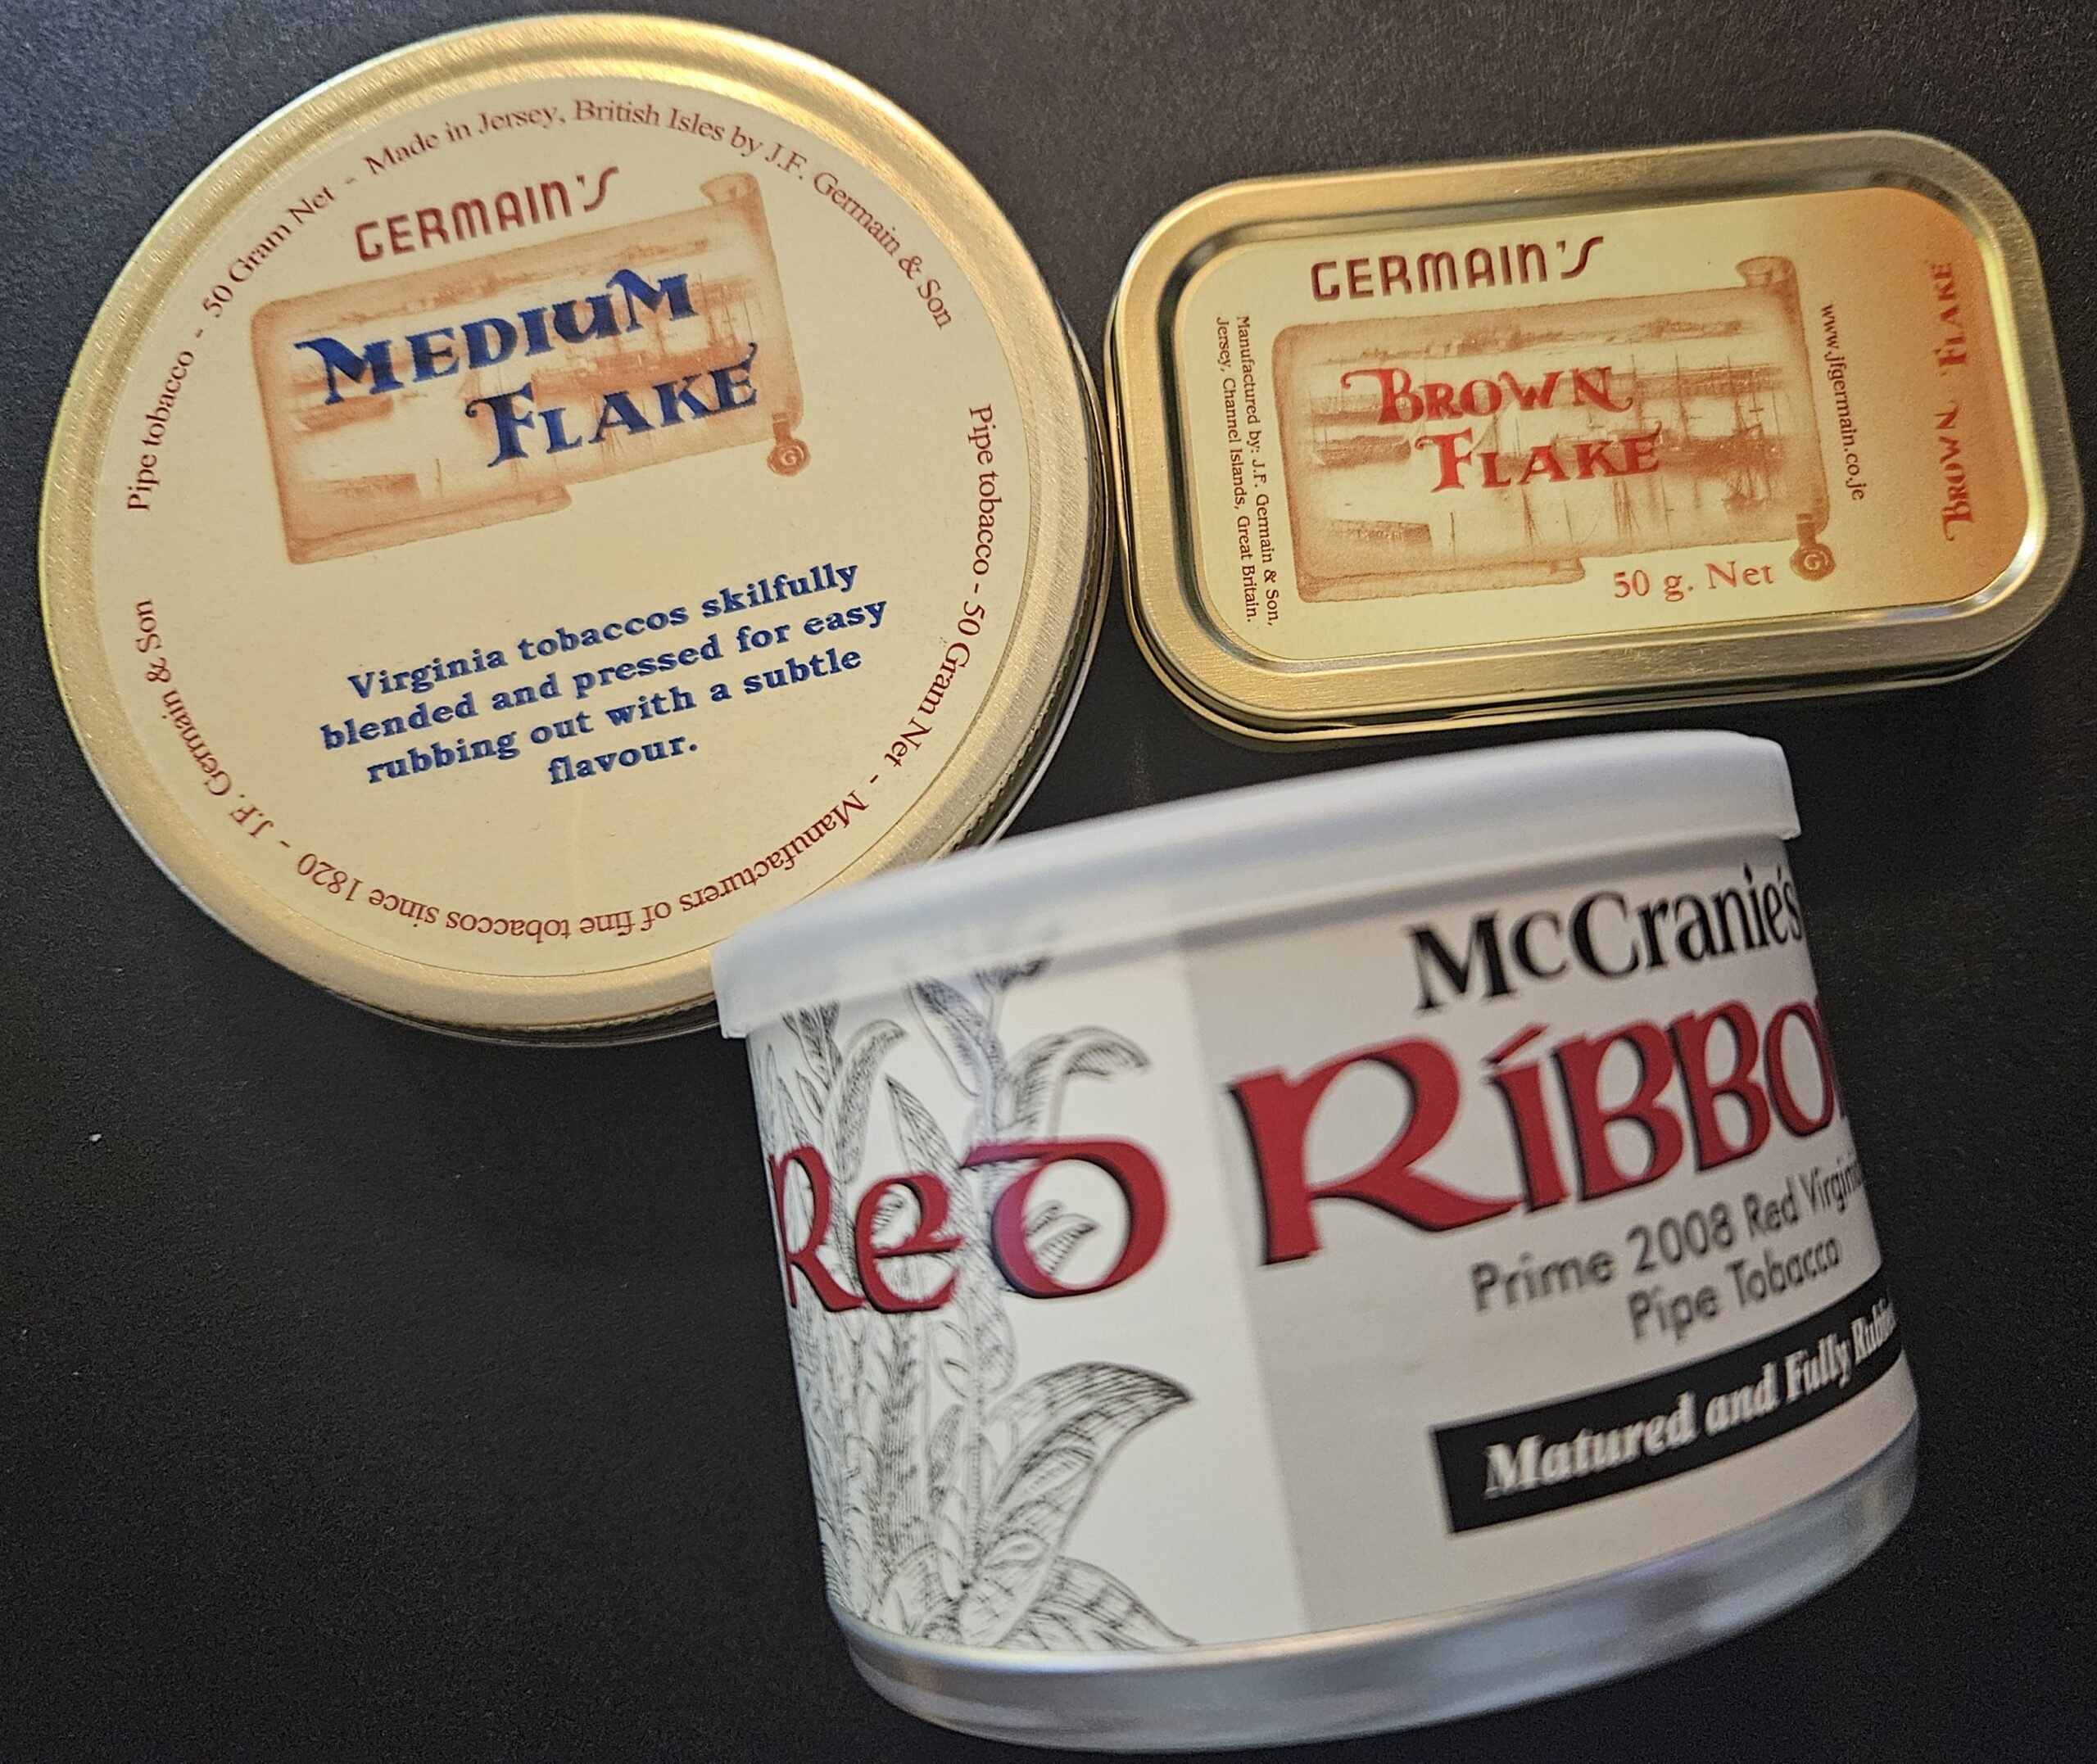 Pipe tobacco - 50 Gram Net - Made in Jersey, British Isles by J.F. Germain & Son
GERMAIN'S
MEDIUM
FLAKE
Virginia tobaccos skilfully
blended and pressed for easy
rubbing out with a subtle
flavour.
Pipe tobacco - 50 Gram Net - Manufacturers of fine tobaccos since 1820 - J.F. Germain & Son
G
GERMAIN'S
BROWN
FLAKE
50 g. Net
Manufactured by: J.F. Germain & Son,
Jersey, Channel Islands, Great Britain.
www.jfgermain.co.je
BROWN FLAKE
G
McCranie's
Red RIBBO
Prime 2008 Red Virgini
Pipe Tobacco
Matured and Fully